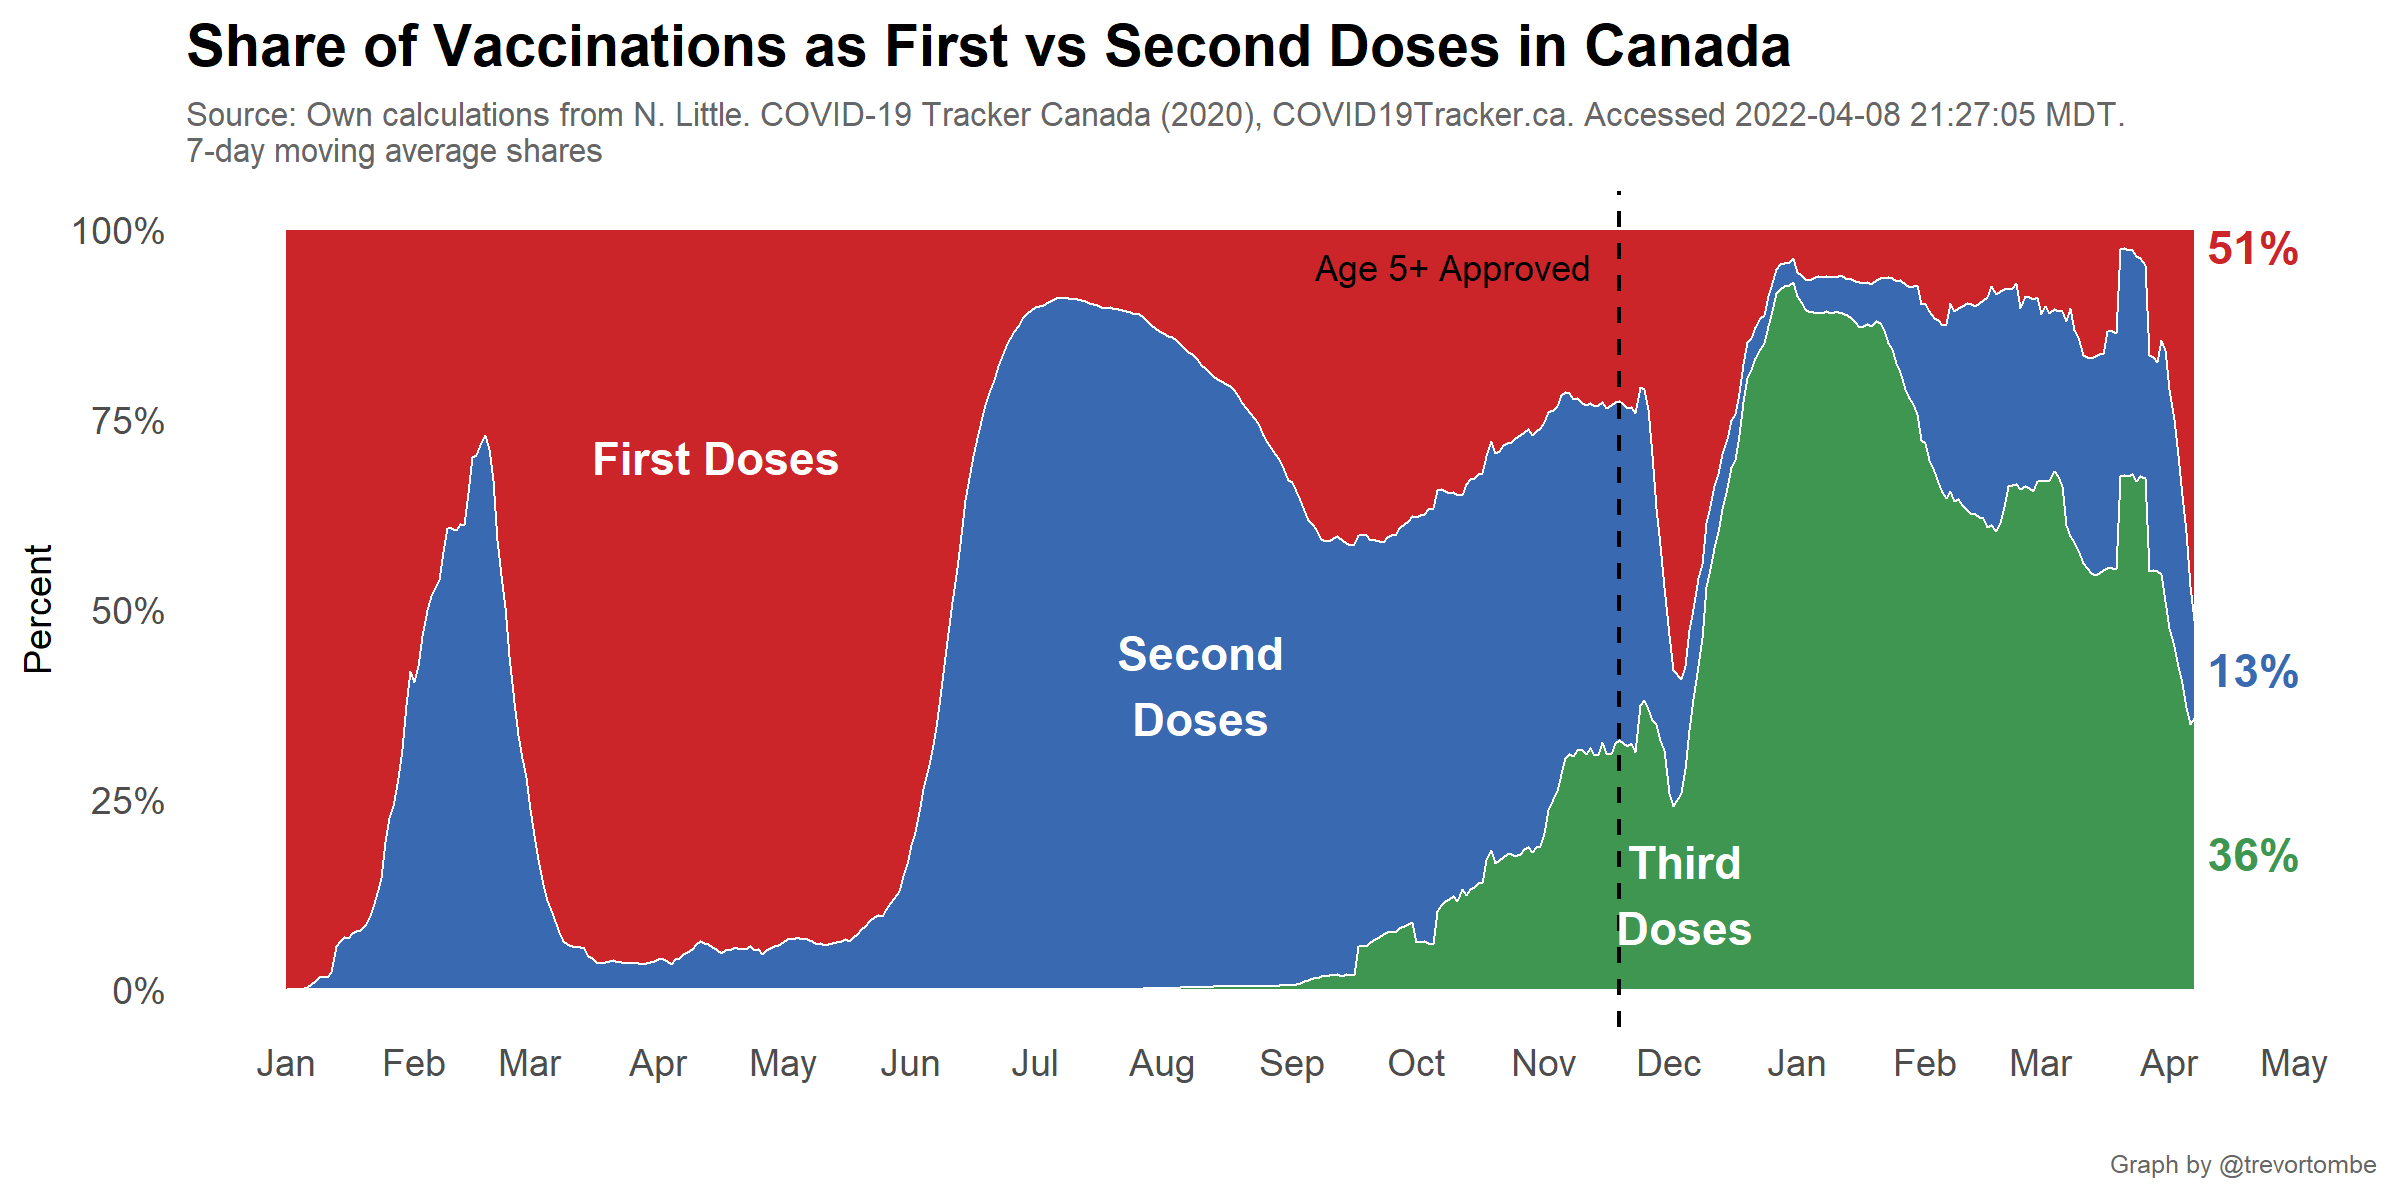 Share of Vaccinations as First vs Second Doses in Canada
Source: Own calculations from N. Little. COVID-19 Tracker Canada (2020), COVID19Tracker.ca. Accessed 2022-04-08 21:27:05 MDT.
7-day moving average shares
100%
75%
50%
25%
0%
Percent
Age 5+ Approved
First Doses
Second
Doses
Third
Doses
51%
13%
36%
Jan Feb Mar Apr May Jun Jul Aug Sep Oct Nov Dec Jan Feb Mar Apr May
Graph by @trevortombe